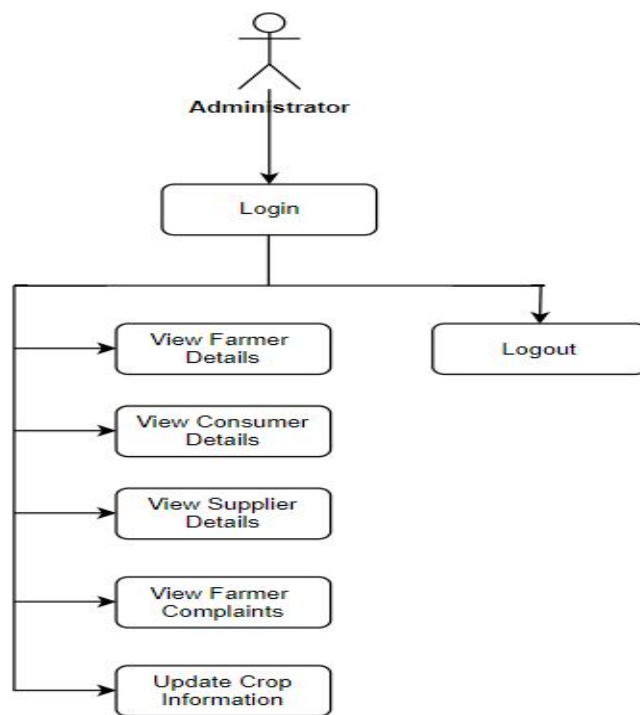 Administrator
Login
View Farmer
Details
Logout
View Consumer
Details
View Supplier
Details
View Farmer
Complaints
Update Crop
Information